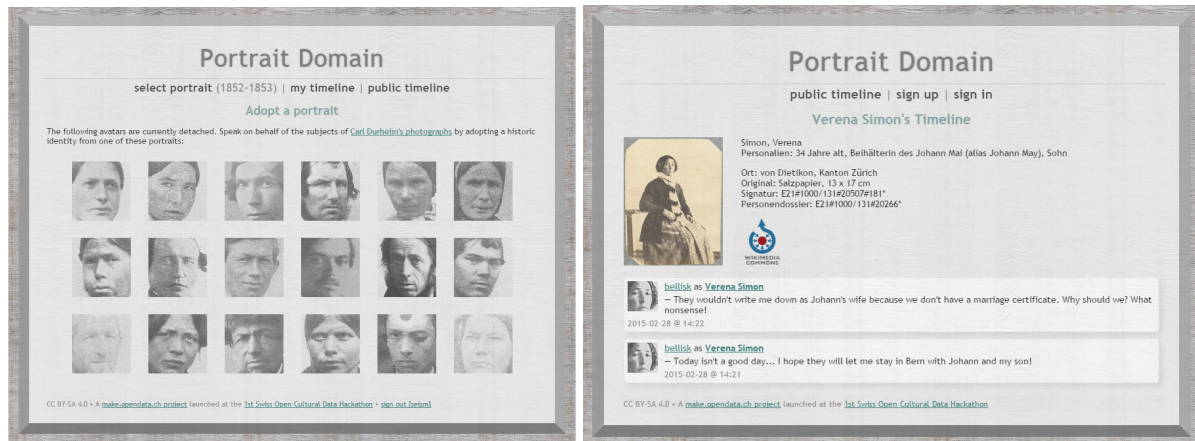 Portrait Domain
select portrait (1852-1853) | my timeline | public timeline
Adopt a portrait
The following avatars are currently detached. Speak on behalf of the subjects of Carl Durheim's photographs by adopting a historic
identity from one of these portraits:
CC BY-SA 4.0 • A make.opendata.ch project launched at the 1st Swiss Open Cultural Data Hackathon • sign out [seism]
Portrait Domain
public timeline | sign up | sign in
Verena Simon's Timeline
Simon, Verena
Personalien: 34 Jahre alt, Beihälterin des Johann Mai (alias Johann May), Sohn
Ort: von Dietikon, Kanton Zürich
Original: Salzpapier, 13 x 17 cm
Signatur: E21#1000/131#20507#181*
Personendossier: E21#1000/131#20266*
WIKIMEDIA
COMMONS
bellisk as Verena Simon
— They wouldn't write me down as Johann's wife because we don't have a marriage certificate. Why should we? What
nonsense!
2015-02-28 @ 14:22
bellisk as Verena Simon
— Today isn't a good day... I hope they will let me stay in Bern with Johann and my son!
2015-02-28 @ 14:21
CC BY-SA 4.0 • A make.opendata.ch project launched at the 1st Swiss Open Cultural Data Hackathon